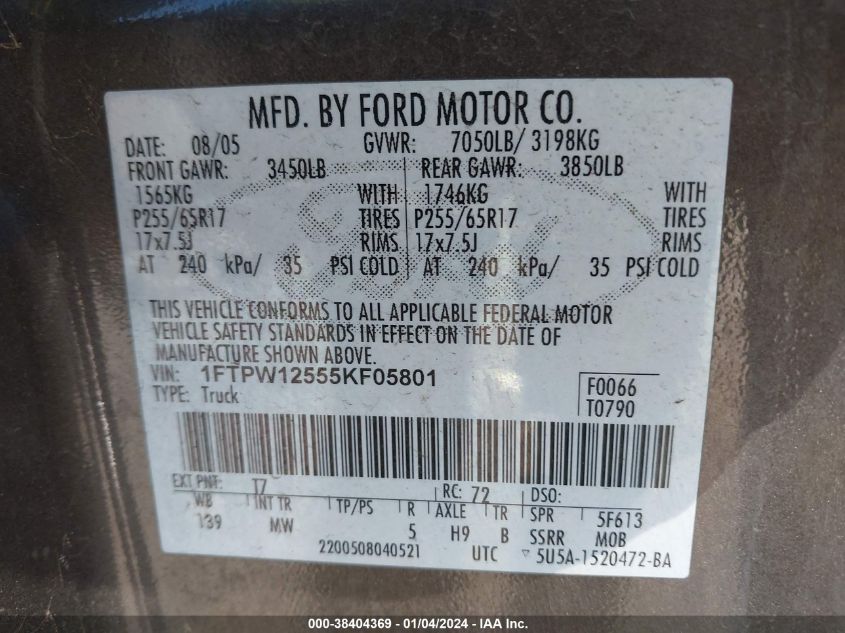 MFD. BY FORD MOTOR CO.
DATE: 08/05 GVWR: 7050LB/ 3198KG
FRONT GAWR: 3450LB REAR GAWR: 3850LB
1565KG WITH 1746KG WITH
P255/65R17 TIRES P255/65R17 TIRES
17x7.5J RIMS 17x7.5J RIMS
AT 240 kPa/ 35 PSI COLD AT 240 kPa/ 35 PSI COLD
THIS VEHICLE CONFORMS TO ALL APPLICABLE FEDERAL MOTOR
VEHICLE SAFETY STANDARDS IN EFFECT ON THE DATE OF
MANUFACTURE SHOWN ABOVE.
VIN: 1FTPW12555KF05801
TYPE: Truck
F0066
T0790
EXT PNT: T7 RC: 72 DSO:
WB INT TR TP/PS R AXLE TR SPR 5F613
139 MW 5 H9 B SSRR MOB
2200508040521 UTC ▽ 5U5A-1520472-BA
000-38404369 - 01/04/2024 - IAAI - IAA, Inc.